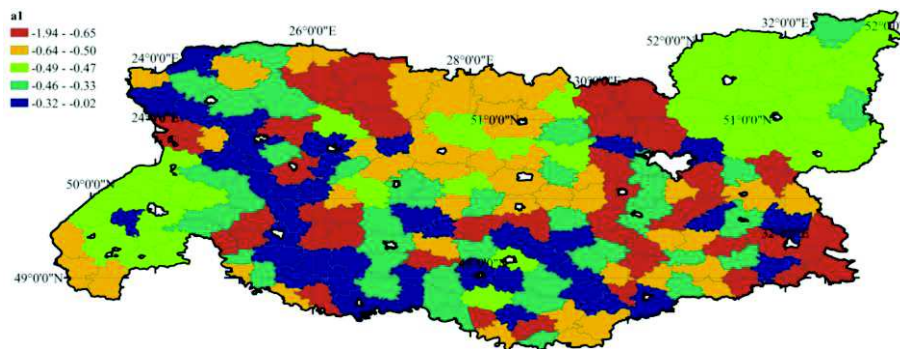 a1
-1.94 - -0.65
-0.64 - -0.50
-0.49 - -0.47
-0.46 - -0.33
-0.32 - -0.02
24°0'0"E
26°0'0"E
28°0'0"E
30°0'0"E
32°0'0"E
52°0'0"N
51°0'0"N
51°0'0"N
50°0'0"N
49°0'0"N